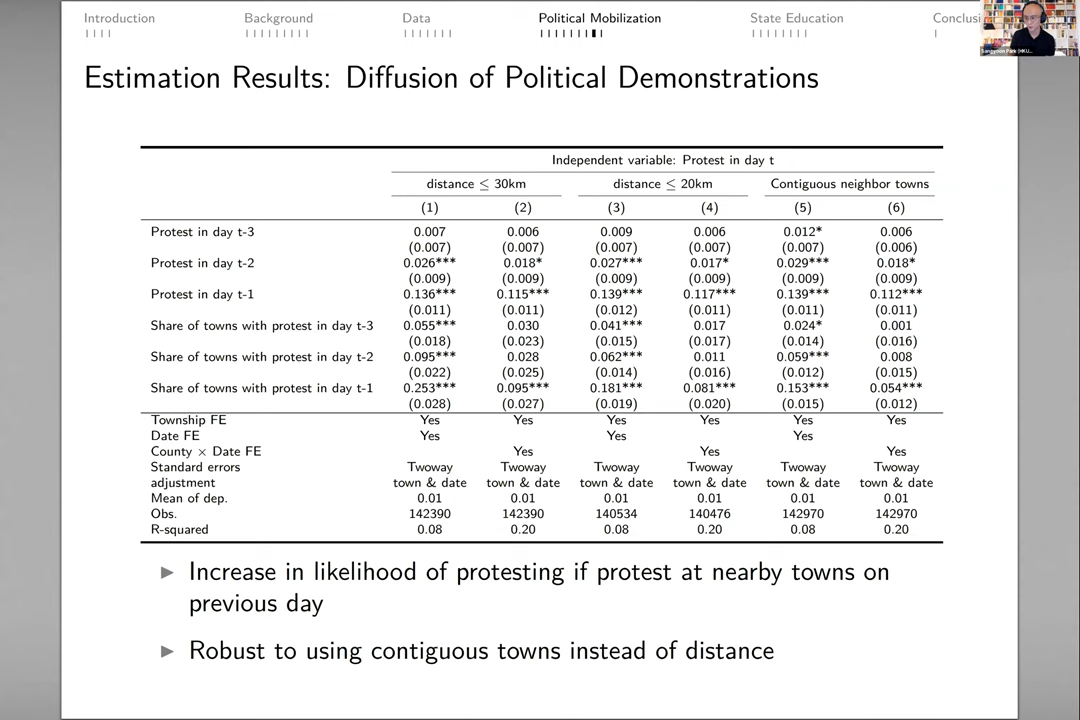 Introduction Background Data Political Mobilization State Education Conclusi
Sangyoon Park (HKU...
Estimation Results: Diffusion of Political Demonstrations
Independent variable: Protest in day t
distance ≤ 30km distance ≤ 20km Contiguous neighbor towns
(1) (2) (3) (4) (5) (6)
Protest in day t-3 0.007 0.006 0.009 0.006 0.012* 0.006
(0.007) (0.007) (0.007) (0.007) (0.007) (0.006)
Protest in day t-2 0.026*** 0.018* 0.027*** 0.017* 0.029*** 0.018*
(0.009) (0.009) (0.009) (0.009) (0.009) (0.009)
Protest in day t-1 0.136*** 0.115*** 0.139*** 0.117*** 0.139*** 0.112***
(0.011) (0.011) (0.012) (0.011) (0.011) (0.011)
Share of towns with protest in day t-3 0.055*** 0.030 0.041*** 0.017 0.024* 0.001
(0.018) (0.023) (0.015) (0.017) (0.014) (0.016)
Share of towns with protest in day t-2 0.095*** 0.028 0.062*** 0.011 0.059*** 0.008
(0.022) (0.025) (0.014) (0.016) (0.012) (0.015)
Share of towns with protest in day t-1 0.253*** 0.095*** 0.181*** 0.081*** 0.153*** 0.054***
(0.028) (0.027) (0.019) (0.020) (0.015) (0.012)
Township FE Yes Yes Yes Yes Yes Yes
Date FE Yes Yes Yes
County × Date FE Yes Yes Yes
Standard errors Twoway Twoway Twoway Twoway Twoway Twoway
adjustment town & date town & date town & date town & date town & date town & date
Mean of dep. 0.01 0.01 0.01 0.01 0.01 0.01
Obs. 142390 142390 140534 140476 142970 142970
R-squared 0.08 0.20 0.08 0.20 0.08 0.20
Increase in likelihood of protesting if protest at nearby towns on
previous day
Robust to using contiguous towns instead of distance